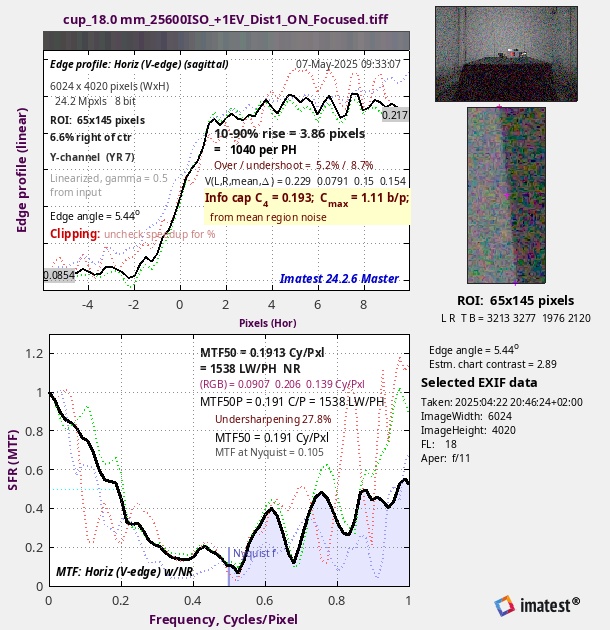 cup_18.0 mm_25600ISO_+1EV_Dist1_ON_Focused.tiff
Edge profile: Horiz (V-edge) (sagittal)
07-May-2025 09:33:07
6024 x 4020 pixels (WxH)
24.2 Mpxls   8 bit
ROI:  65x145 pixels
6.6% right of ctr
Y-channel  (YR 7)
Linearized, gamma = 0.5
from input
Edge angle = 5.44o
Clipping: uncheck speedup for %
0.217
10-90% rise = 3.86 pixels
=   1040 per PH
Over / undershoot =  5.2% /  8.7%
V(L,R,mean,Δ) = 0.229  0.0791  0.15  0.154
Info cap C4 = 0.193;  Cmax = 1.11 b/p;
from mean region noise
0.0854
Imatest 24.2.6 Master
Edge profile (linear)
-4 -2 0 2 4 6 8
Pixels (Hor)
MTF50 = 0.1913 Cy/Pxl
= 1538 LW/PH  NR
(RGB) = 0.0907  0.206  0.139 Cy/Pxl
MTF50P = 0.191 C/P = 1538 LW/PH
Undersharpening 27.8%
MTF50 = 0.191 Cy/Pxl
MTF at Nyquist = 0.105
Nyquist f
MTF: Horiz (V-edge) w/NR
SFR (MTF)
1.2
1
0.8
0.6
0.4
0.2
0
0 0.2 0.4 0.6 0.8 1
Frequency, Cycles/Pixel
ROI:  65x145 pixels
L R  T B = 3213 3277  1976 2120
Edge angle = 5.44o
Estm. chart contrast = 2.89
Selected EXIF data
Taken: 2025:04:22 20:46:24+02:00
ImageWidth:  6024
ImageHeight:  4020
FL:   18
Aper:  f/11
imatest®